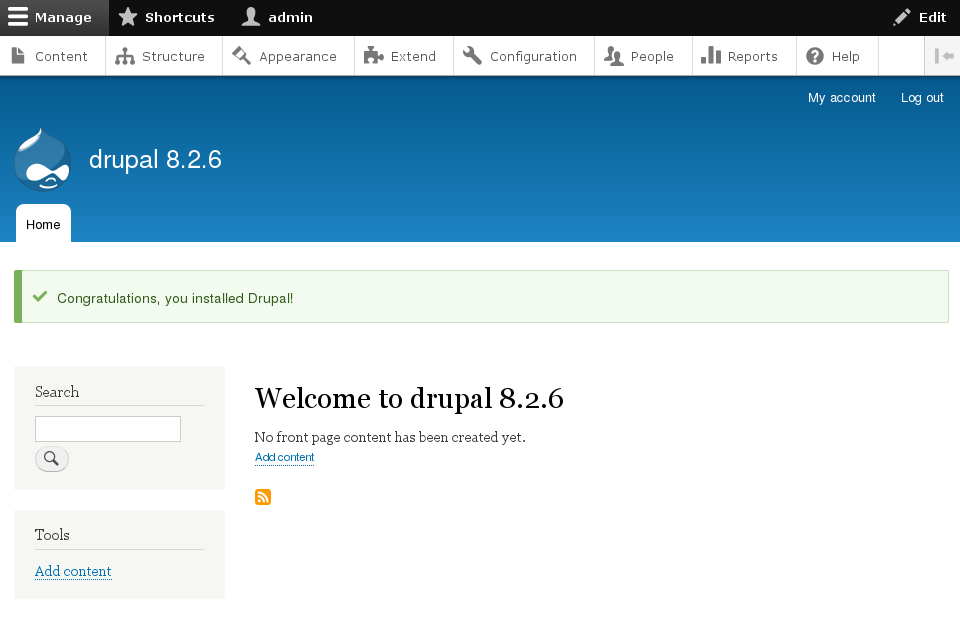 Manage Shortcuts admin Edit
Content Structure Appearance Extend Configuration People Reports Help
My account Log out
drupal 8.2.6
Home
Congratulations, you installed Drupal!
Search
Welcome to drupal 8.2.6
No front page content has been created yet.
Add content
Tools
Add content